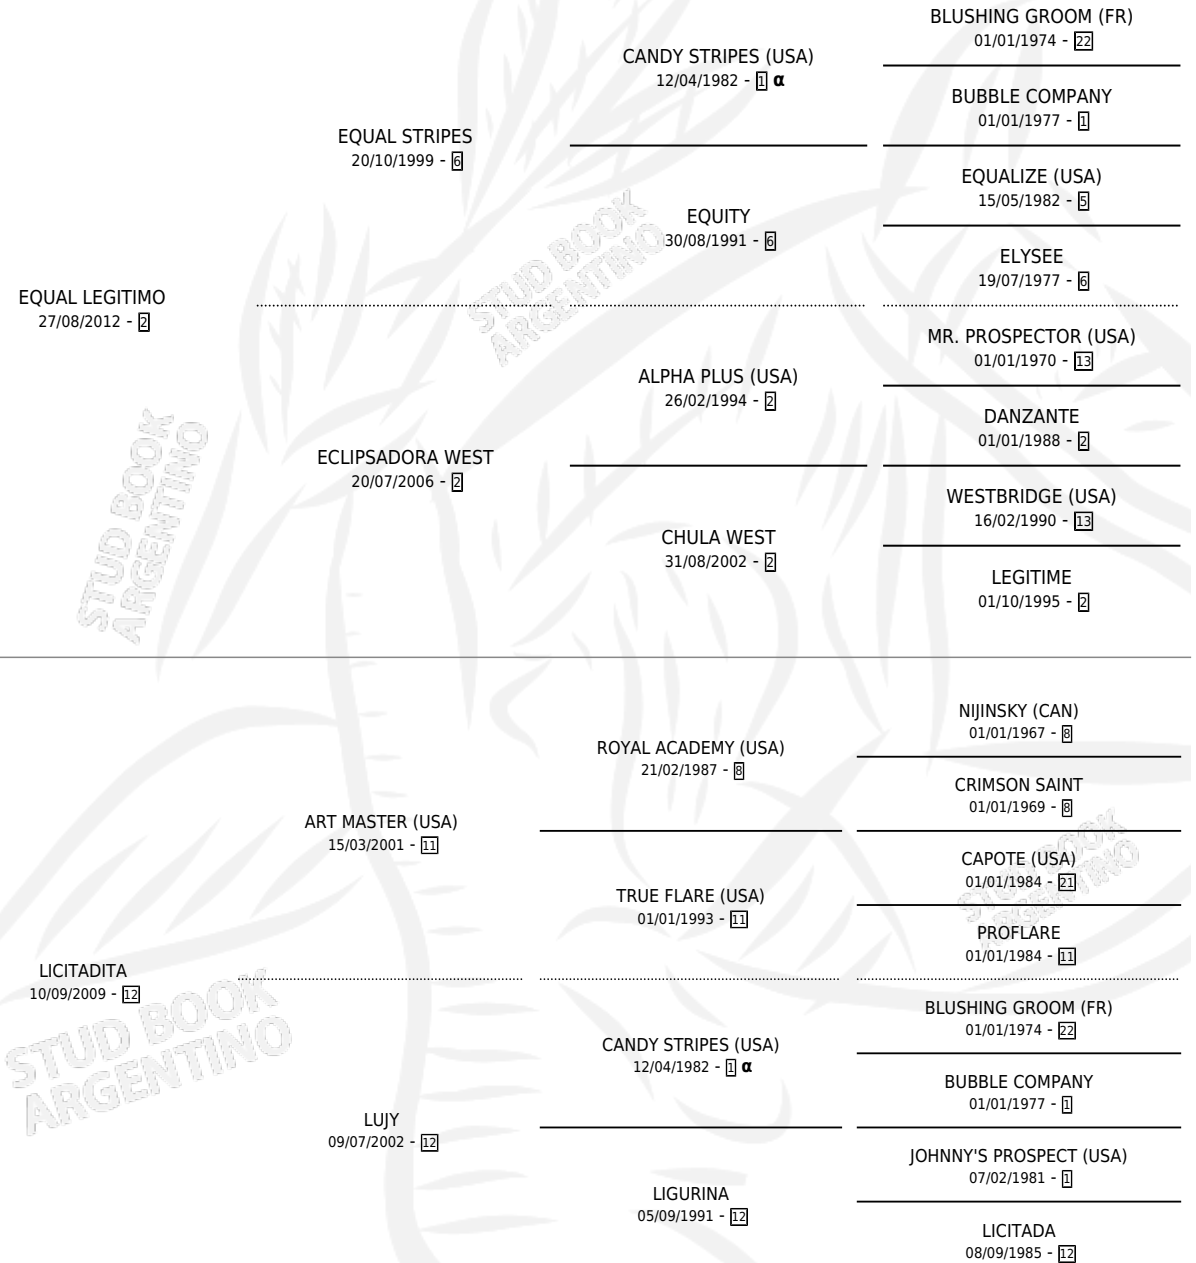 BLUSHING GROOM (FR)
01/01/1974 - 22
CANDY STRIPES (USA)
12/04/1982 - 1 α
BUBBLE COMPANY
01/01/1977 - 1
EQUAL STRIPES
20/10/1999 - 6
EQUALIZE (USA)
15/05/1982 - 5
EQUITY
30/08/1991 - 6
ELYSEE
19/07/1977 - 6
EQUAL LEGITIMO
27/08/2012 - 2
MR. PROSPECTOR (USA)
01/01/1970 - 13
ALPHA PLUS (USA)
26/02/1994 - 2
DANZANTE
01/01/1988 - 2
ECLIPSADORA WEST
20/07/2006 - 2
WESTBRIDGE (USA)
16/02/1990 - 13
CHULA WEST
31/08/2002 - 2
LEGITIME
01/10/1995 - 2
STUD BOOK
ARGENTINO
STUD BOOK
ARGENTINO
NIJINSKY (CAN)
01/01/1967 - 8
ROYAL ACADEMY (USA)
21/02/1987 - 8
CRIMSON SAINT
01/01/1969 - 8
ART MASTER (USA)
15/03/2001 - 11
CAPOTE (USA)
01/01/1984 - 21
TRUE FLARE (USA)
01/01/1993 - 11
PROFLARE
01/01/1984 - 11
LICITADITA
10/09/2009 - 12
BLUSHING GROOM (FR)
01/01/1974 - 22
CANDY STRIPES (USA)
12/04/1982 - 1 α
BUBBLE COMPANY
01/01/1977 - 1
LUJY
09/07/2002 - 12
JOHNNY'S PROSPECT (USA)
07/02/1981 - 1
LIGURINA
05/09/1991 - 12
LICITADA
08/09/1985 - 12
STUD BOOK
ARGENTINO
STUD BOOK
ARGENTINO